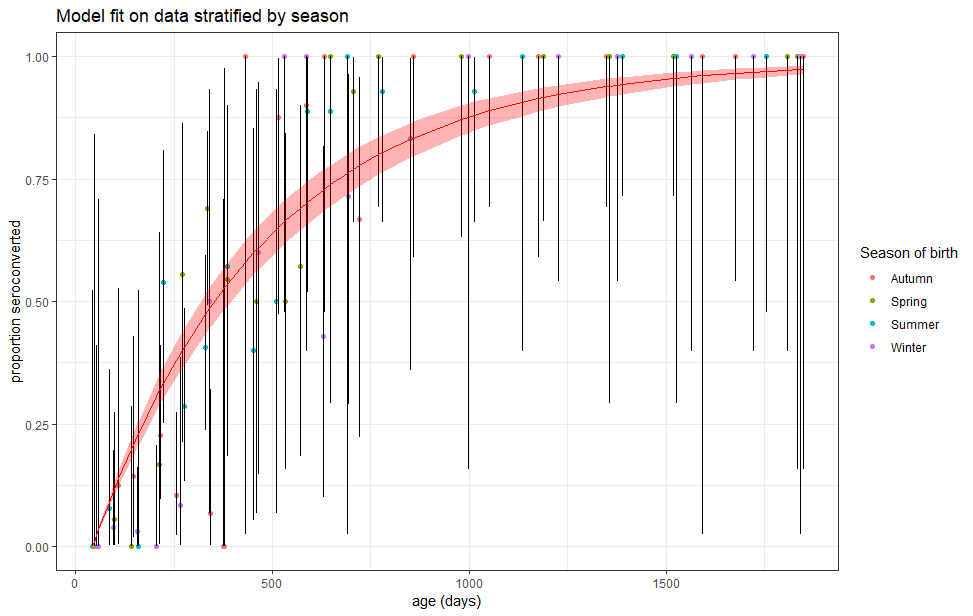 Model fit on data stratified by season
proportion seroconverted
1.00
0.75
0.50
0.25
0.00
0
500
1000
1500
age (days)
Season of birth
Autumn
Spring
Summer
Winter